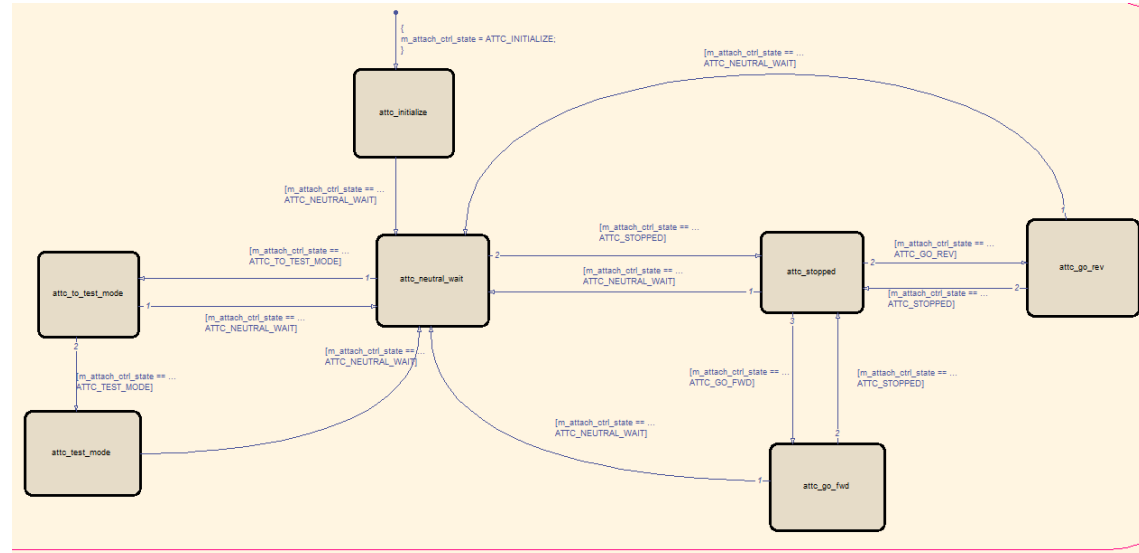 {
m_attach_ctrl_state = ATTC_INITIALIZE;
}
[m_attach_ctrl_state == ...
ATTC_NEUTRAL_WAIT]
attc_initialize
[m_attach_ctrl_state == ...
ATTC_NEUTRAL_WAIT]
1
[m_attach_ctrl_state == ...
ATTC_STOPPED]
2
[m_attach_ctrl_state == ...
ATTC_GO_REV]
2
[m_attach_ctrl_state == ...
ATTC_TO_TEST_MODE]
1
attc_neutral_wait
attc_stopped
attc_go_rev
[m_attach_ctrl_state == ...
ATTC_NEUTRAL_WAIT]
1
2
[m_attach_ctrl_state == ...
ATTC_STOPPED]
attc_to_test_mode
1
[m_attach_ctrl_state == ...
ATTC_NEUTRAL_WAIT]
3
2
[m_attach_ctrl_state == ...
ATTC_NEUTRAL_WAIT]
[m_attach_ctrl_state == ...
ATTC_TEST_MODE]
[m_attach_ctrl_state == ...
ATTC_GO_FWD]
[m_attach_ctrl_state == ...
ATTC_STOPPED]
[m_attach_ctrl_state == ...
ATTC_NEUTRAL_WAIT]
2
attc_test_mode
1
attc_go_fwd